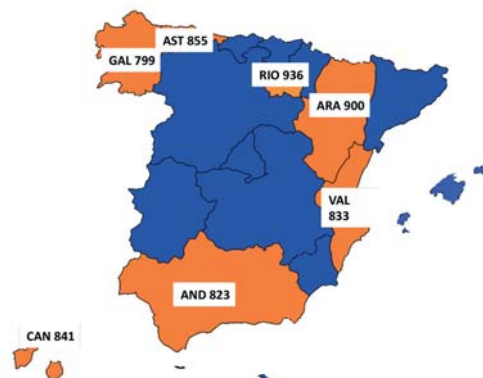 AST 855
GAL 799
RIO 936
ARA 900
VAL
833
AND 823
CAN 841